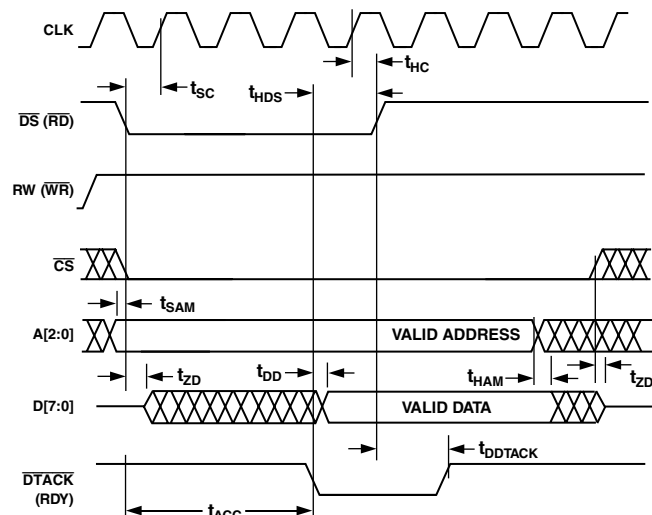 CLK
tSC
tHDS
tHC
DS (RD)
RW (WR)
CS
tSAM
A[2:0]
VALID ADDRESS
tZD
tDD
tHAM
tZD
D[7:0]
VALID DATA
tDDTACK
DTACK
(RDY)
tACC